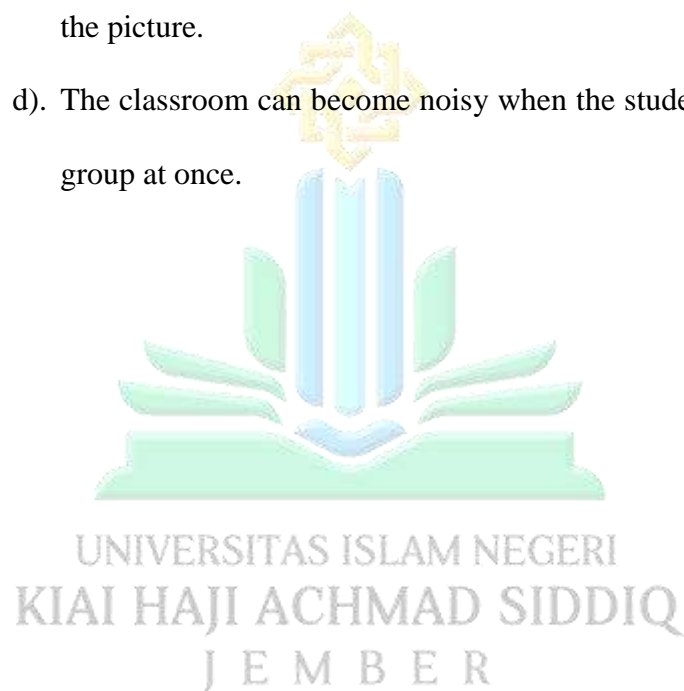 the picture.
d). The classroom can become noisy when the stude
group at once.
UNIVERSITAS ISLAM NEGERI
KIAI HAJI ACHMAD SIDDIQ
J E M B E R